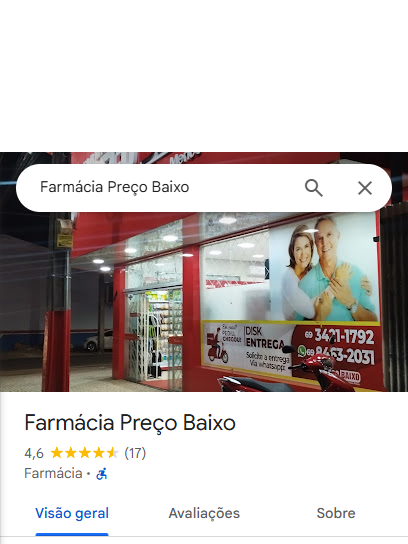 Farmácia Preço Baixo
DISK
ENTREGA
Solicite a entrega
Via whatsapp
69 3421-1792
69 8463-2031
BAIXO
Farmácia Preço Baixo
4,6 (17)
Farmácia ·
Visão geral Avaliações Sobre